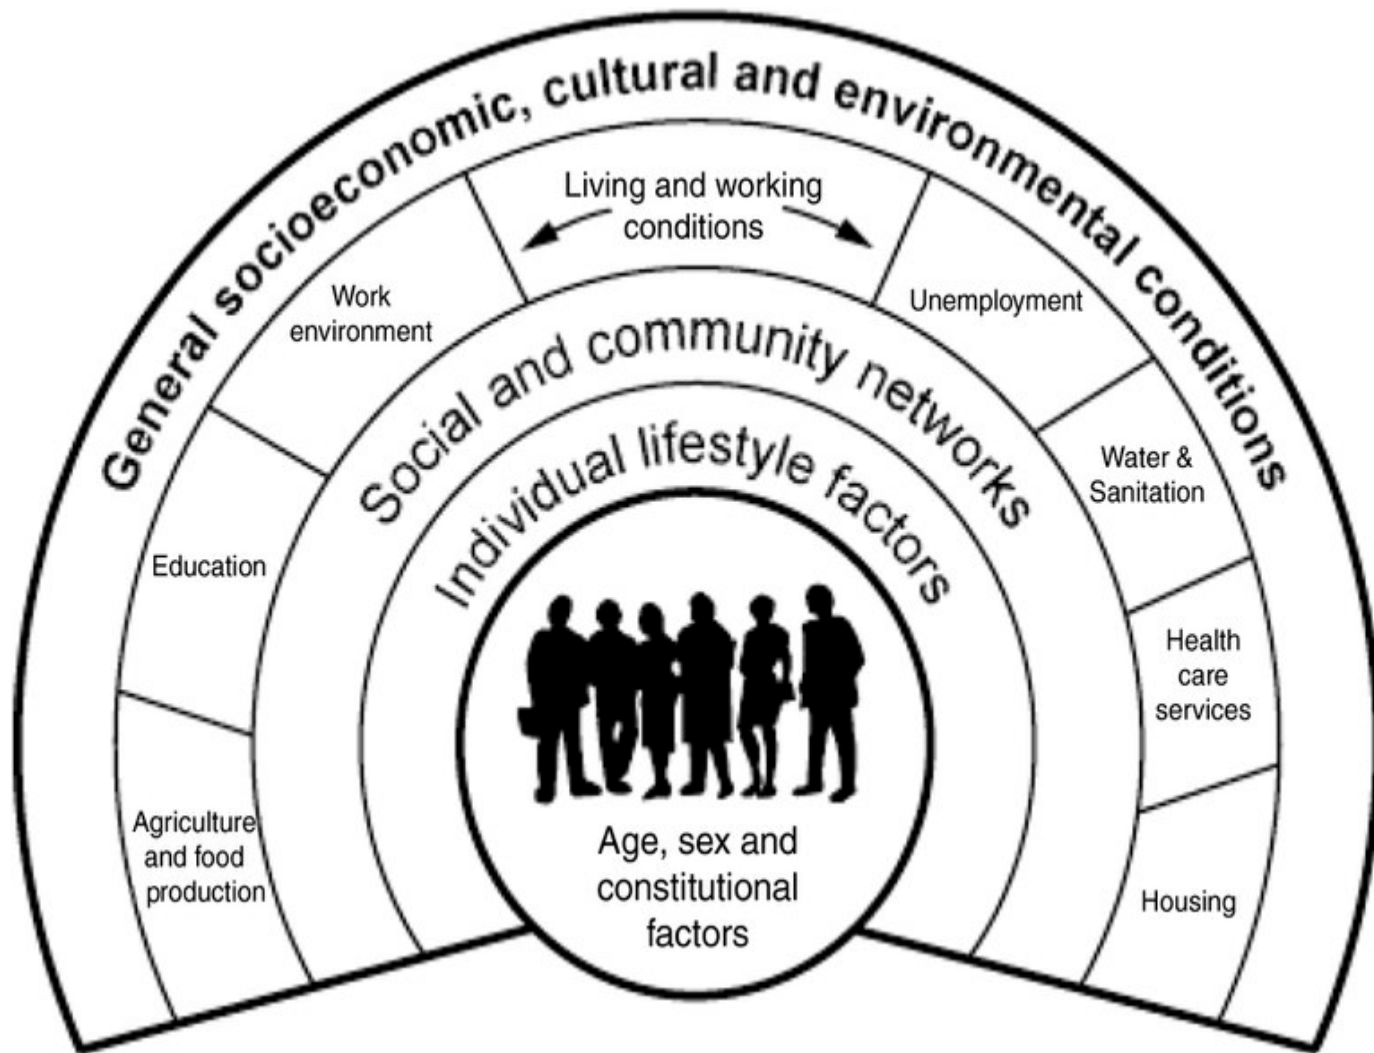 General socioeconomic, cultural and environmental conditions
Living and working
conditions
Work
environment
Unemployment
Social and community networks
Individual lifestyle factors
Water &
Sanitation
Education
Health
care
services
Agriculture
and food
production
Age, sex and
constitutional
factors
Housing